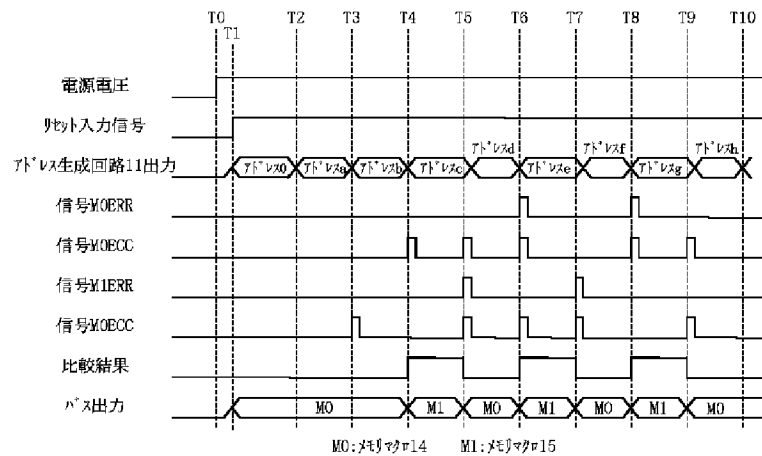 T0 T2 T3 T4 T5 T6 T7 T8 T9 T10
T1
電源電圧
ﾘｾｯﾄ入力信号
ｱﾄﾞﾚｽd ｱﾄﾞﾚｽf ｱﾄﾞﾚｽh
ｱﾄﾞﾚｽ生成回路11出力 ｱﾄﾞﾚｽ0 ｱﾄﾞﾚｽa ｱﾄﾞﾚｽb ｱﾄﾞﾚｽc ｱﾄﾞﾚｽe ｱﾄﾞﾚｽg
信号M0ERR
信号M0ECC
信号M1ERR
信号M0ECC
比較結果
ﾊﾞｽ出力 M0 M1 M0 M1 M0 M1 M0
M0:ﾒﾓﾘﾏｸﾛ14 M1:ﾒﾓﾘﾏｸﾛ15